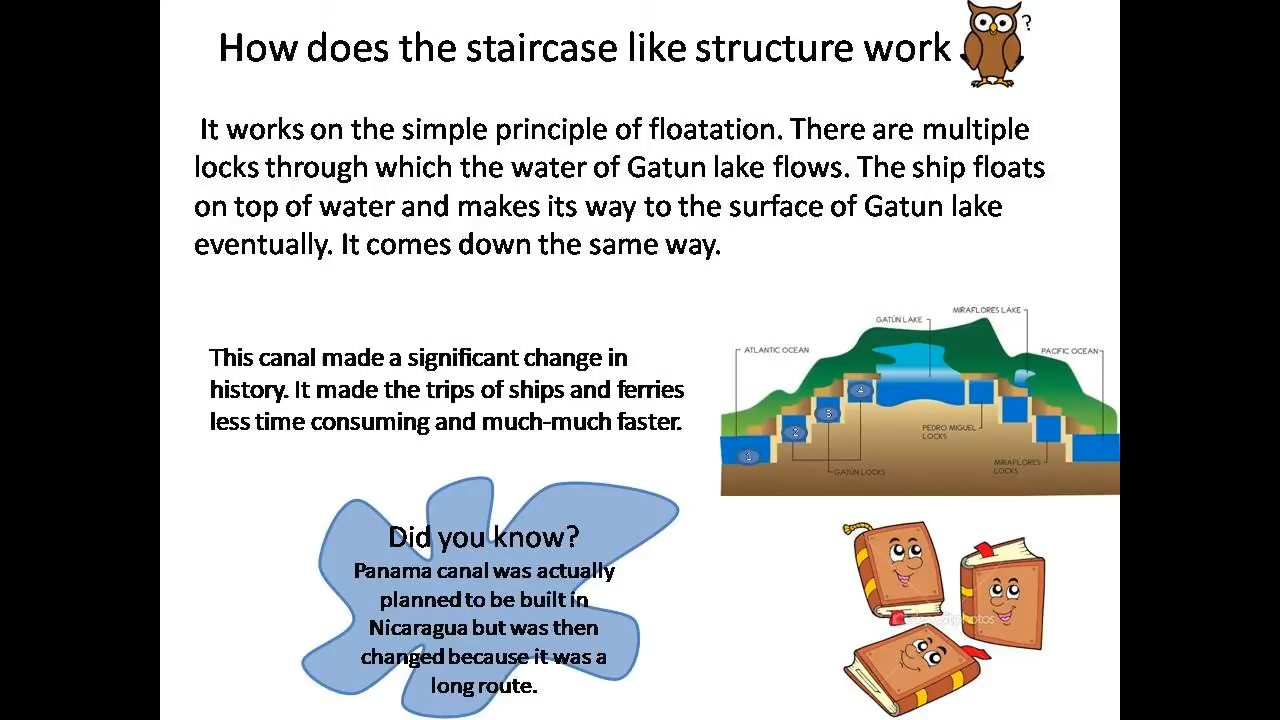 How does the staircase like structure work
?
It works on the simple principle of floatation. There are multiple
locks through which the water of Gatun lake flows. The ship floats
on top of water and makes its way to the surface of Gatun lake
eventually. It comes down the same way.
This canal made a significant change in
history. It made the trips of ships and ferries
less time consuming and much-much faster.
MIRAFLORES LAKE
GATÚN LAKE
ATLANTIC OCEAN
PACIFIC OCEAN
4
3
2
1
PEDRO MIGUEL
LOCKS
MIRAFLORES
LOCKS
GATÚN LOCKS
Did you know?
Panama canal was actually
planned to be built in
Nicaragua but was then
changed because it was a
long route.